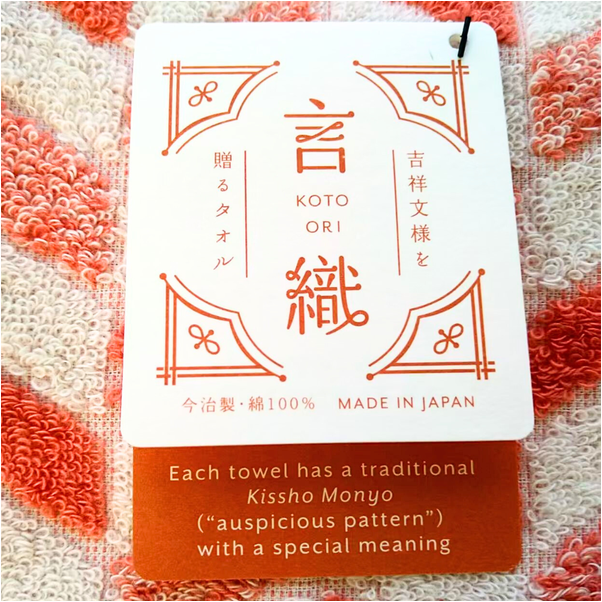 吉祥文様を
贈るタオル
言織
KOTO
ORI
今治製・綿100% MADE IN JAPAN
Each towel has a traditional
Kissho Monyo
(“auspicious pattern”)
with a special meaning